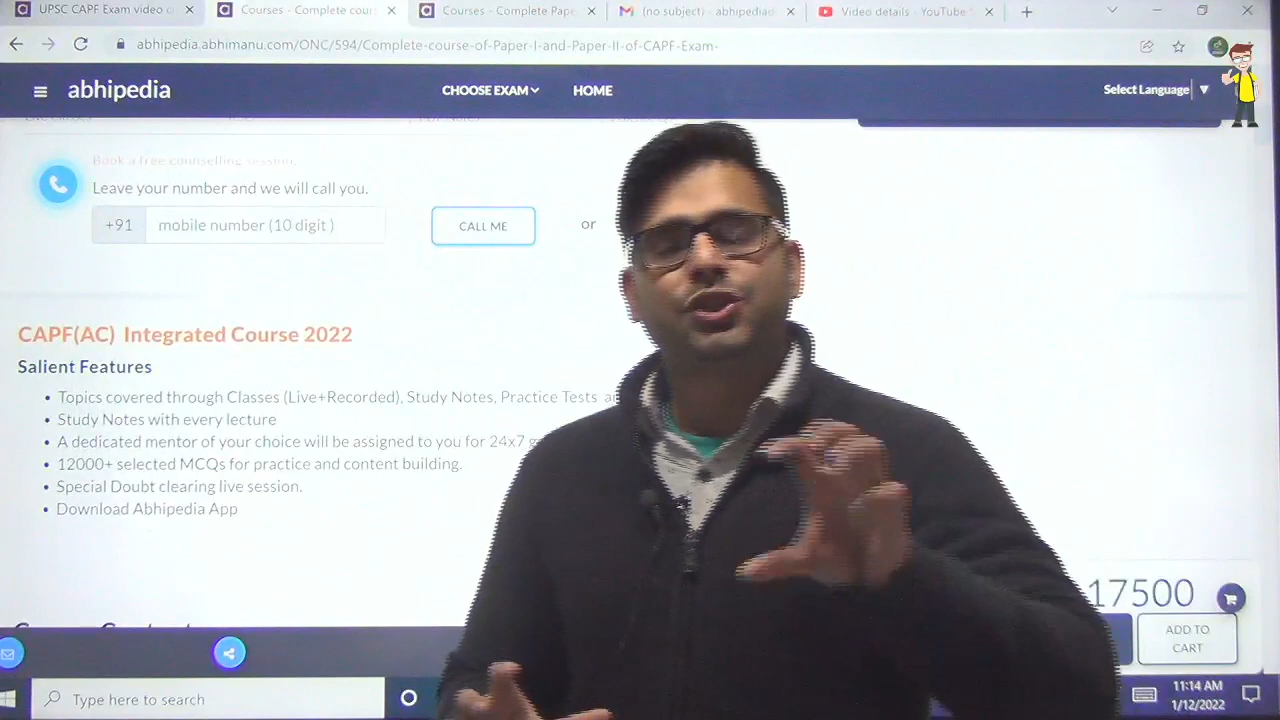 UPSC CAPF Exam video c
Courses - Complete cour
Courses - Complete Pape
(no subject) - abhipediad
Video details - YouTube
abhipedia.abhimanu.com/ONC/594/Complete-course-of-Paper-I-and-Paper-II-of-CAPF-Exam-
abhipedia
CHOOSE EXAM
HOME
Select Language
Book a free counselling session.
Leave your number and we will call you.
+91 mobile number (10 digit )
CALL ME
or
CAPF(AC) Integrated Course 2022
Salient Features
Topics covered through Classes (Live+Recorded), Study Notes, Practice Tests
Study Notes with every lecture
A dedicated mentor of your choice will be assigned to you for 24x7
12000+ selected MCQs for practice and content building.
Special Doubt clearing live session.
Download Abhipedia App
17500
ADD TO
CART
Type here to search
11:14 AM
1/12/2022